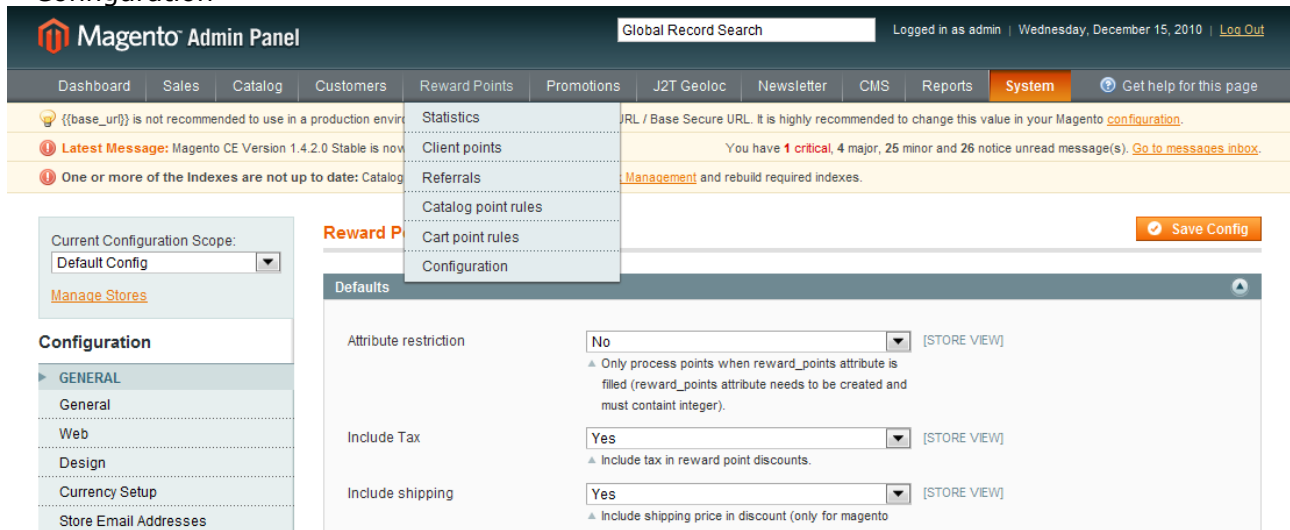 Configuration
Magento Admin Panel
Global Record Search
Logged in as admin | Wednesday, December 15, 2010 | Log Out
Dashboard Sales Catalog Customers Reward Points Promotions J2T Geoloc Newsletter CMS Reports System Get help for this page
{{base_url}} is not recommended to use in a production envir URL / Base Secure URL. It is highly recommended to change this value in your Magento configuration.
Latest Message: Magento CE Version 1.4.2.0 Stable is now You have 1 critical, 4 major, 25 minor and 26 notice unread message(s). Go to messages inbox.
One or more of the Indexes are not up to date: Catalog Management and rebuild required indexes.
Statistics
Client points
Referrals
Catalog point rules
Cart point rules
Configuration
Current Configuration Scope:
Default Config
Manage Stores
Configuration
GENERAL
General
Web
Design
Currency Setup
Store Email Addresses
Reward P
Save Config
Defaults
Attribute restriction No [STORE VIEW]
Only process points when reward_points attribute is
filled (reward_points attribute needs to be created and
must containt integer).
Include Tax Yes [STORE VIEW]
Include tax in reward point discounts.
Include shipping Yes [STORE VIEW]
Include shipping price in discount (only for magento